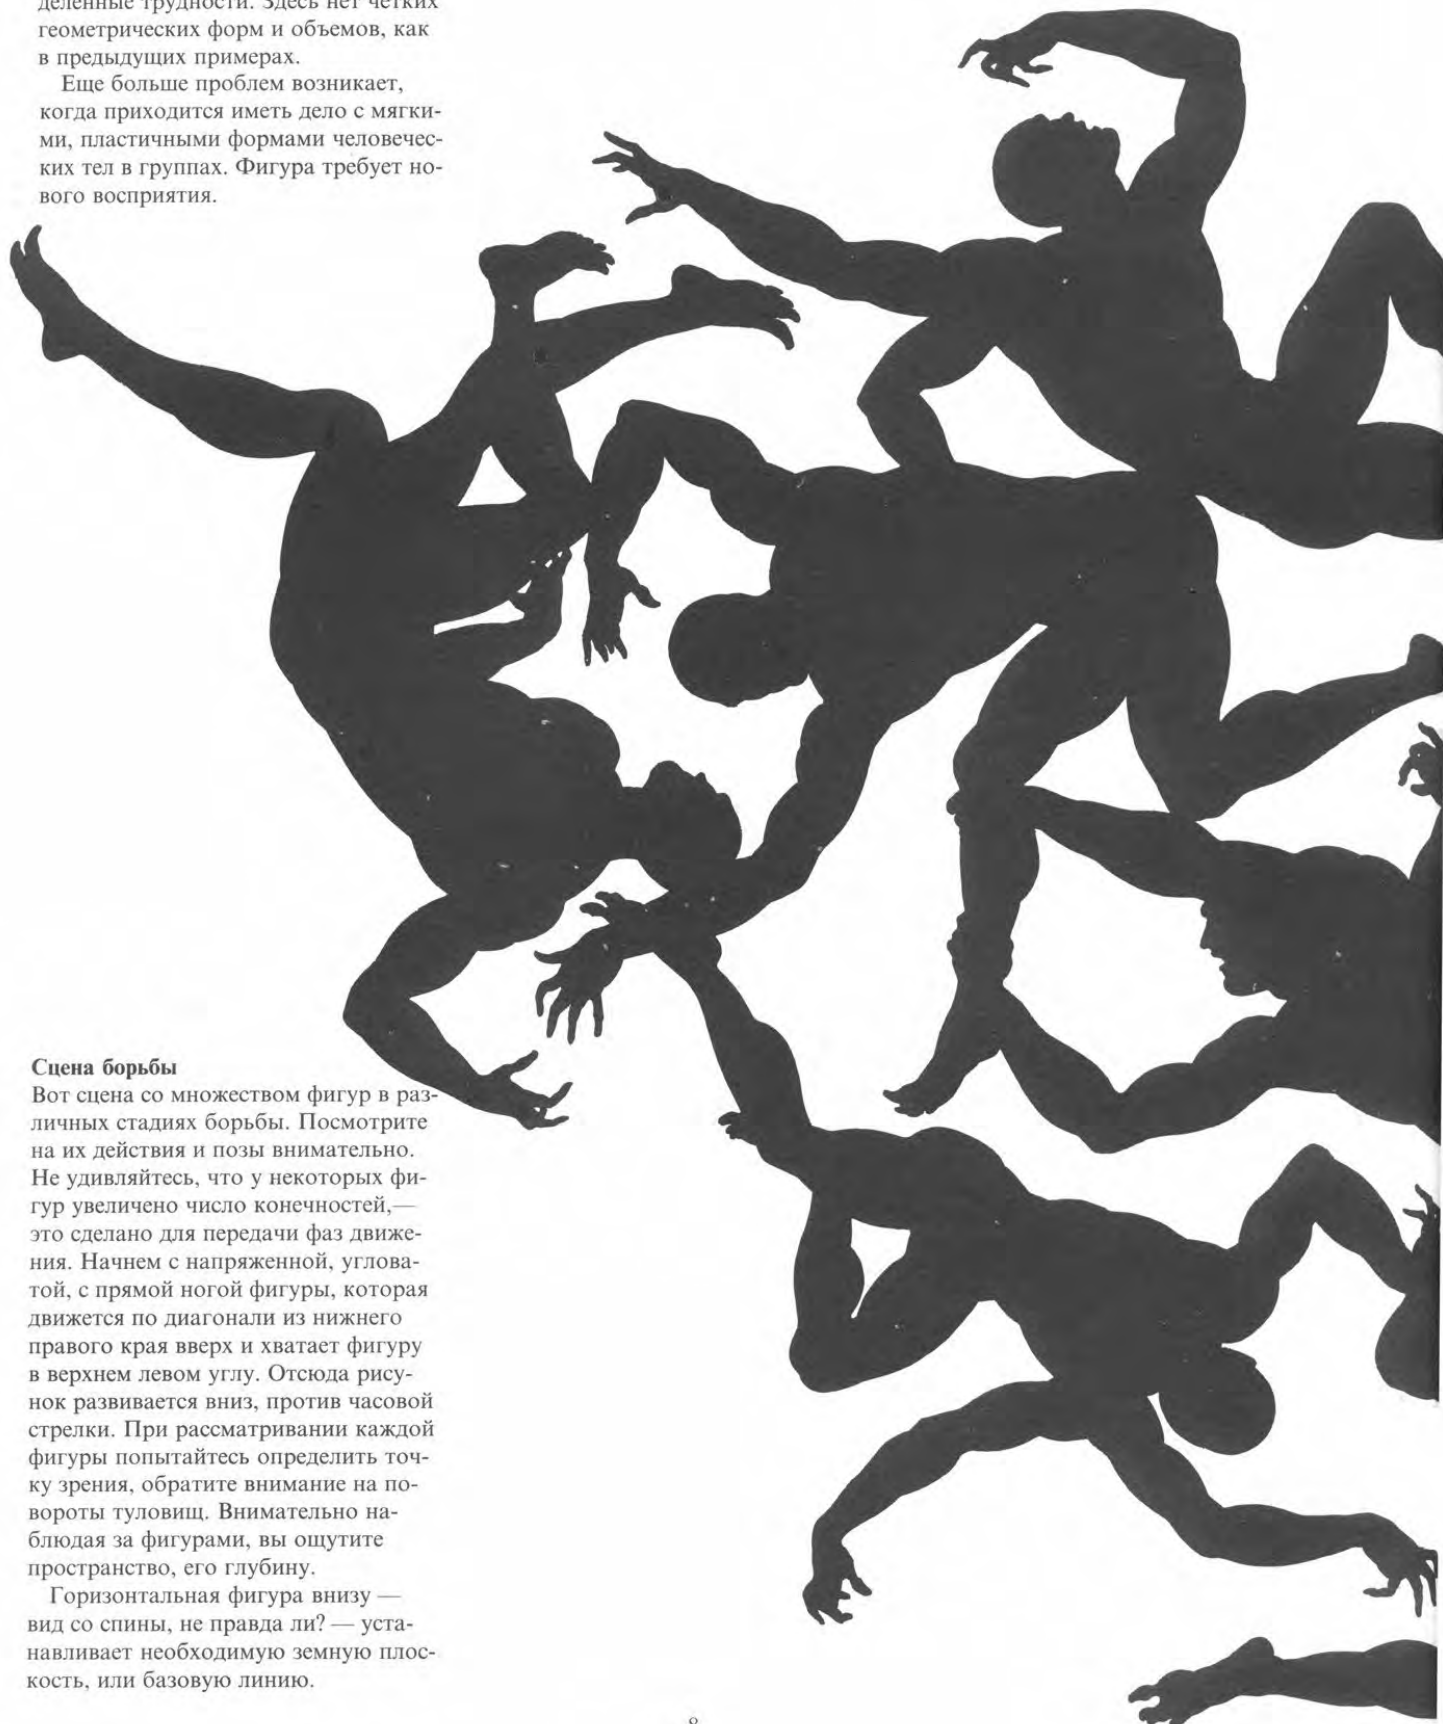 деленные трудности. Здесь нет четких
геометрических форм и объемов, как
в предыдущих примерах.
Еще больше проблем возникает,
когда приходится иметь дело с мягки-
ми, пластичными формами человечес-
ких тел в группах. Фигура требует но-
вого восприятия.
Сцена борьбы
Вот сцена со множеством фигур в раз-
личных стадиях борьбы. Посмотрите
на их действия и позы внимательно.
Не удивляйтесь, что у некоторых фи-
гур увеличено число конечностей,—
это сделано для передачи фаз движе-
ния. Начнем с напряженной, углова-
той, с прямой ногой фигуры, которая
движется по диагонали из нижнего
правого края вверх и хватает фигуру
в верхнем левом углу. Отсюда рису-
нок развивается вниз, против часовой
стрелки. При рассматривании каждой
фигуры попытайтесь определить точ-
ку зрения, обратите внимание на по-
вороты туловищ. Внимательно на-
блюдая за фигурами, вы ощутите
пространство, его глубину.
Горизонтальная фигура внизу —
вид со спины, не правда ли? — уста-
навливает необходимую земную плос-
кость, или базовую линию.
8